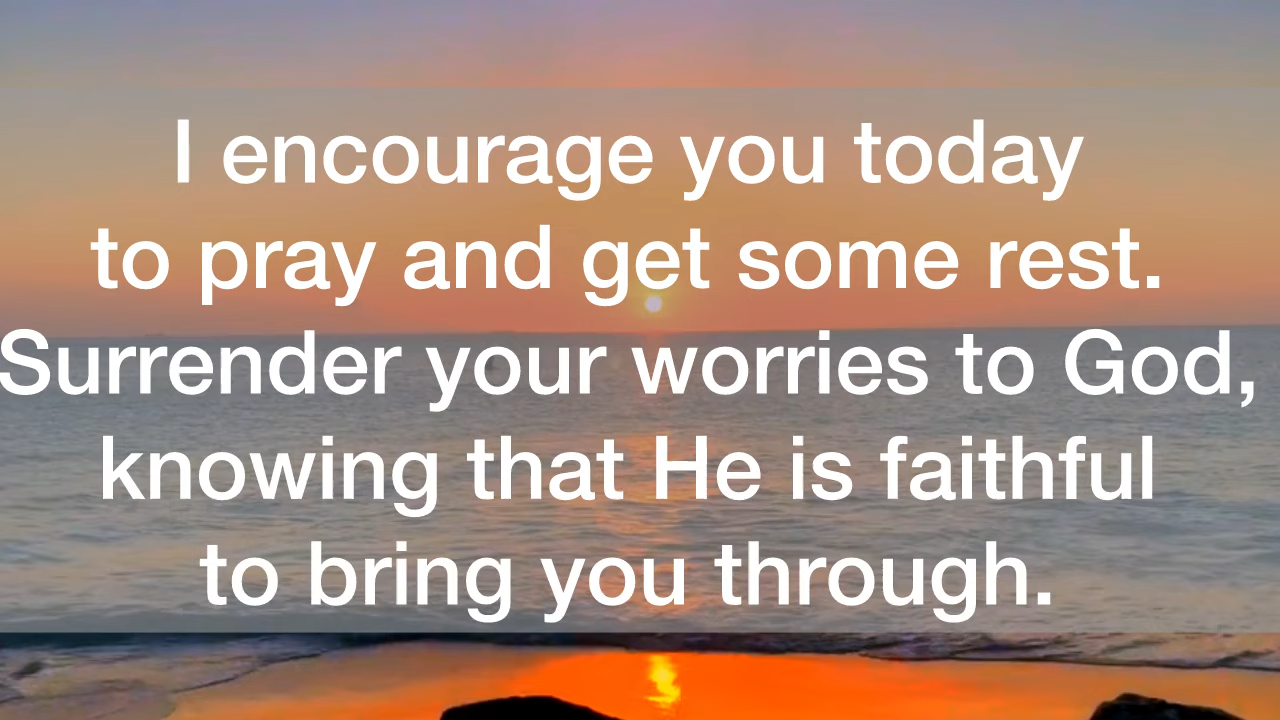 I encourage you today
to pray and get some rest.
Surrender your worries to God,
knowing that He is faithful
to bring you through.